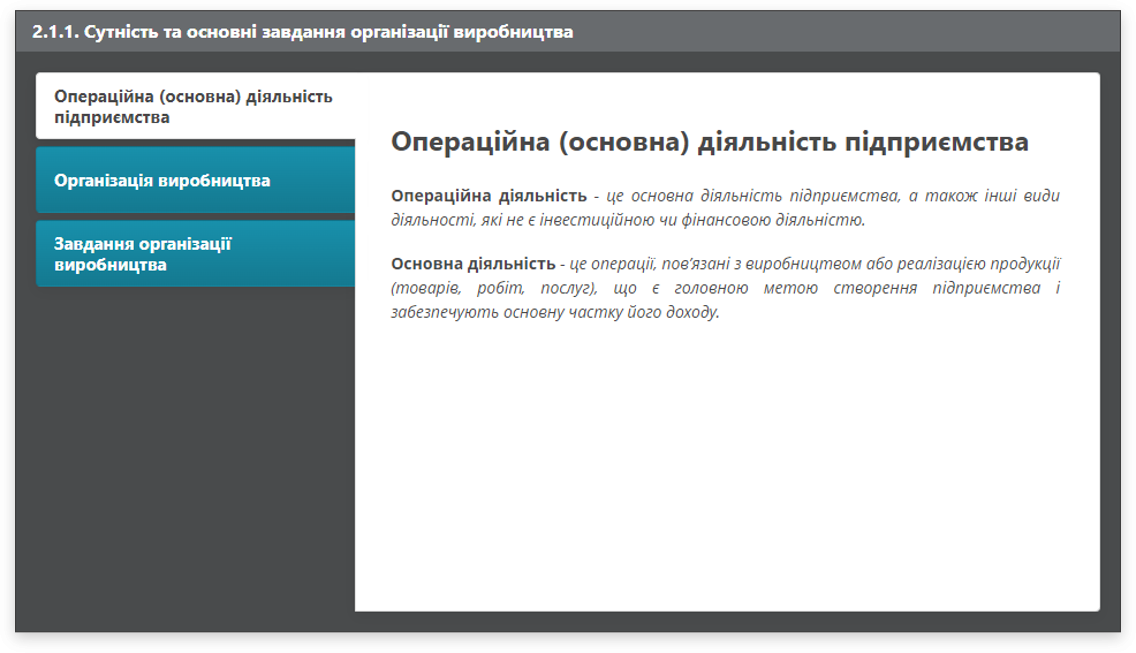 2.1.1. Сутність та основні завдання організації виробництва
Операційна (основна) діяльність
підприємства
Організація виробництва
Завдання організації
виробництва
Операційна (основна) діяльність підприємства
Операційна діяльність - це основна діяльність підприємства, а також інші види
діяльності, які не є інвестиційною чи фінансовою діяльністю.
Основна діяльність - це операції, пов’язані з виробництвом або реалізацією продукції
(товарів, робіт, послуг), що є головною метою створення підприємства і
забезпечують основну частку його доходу.